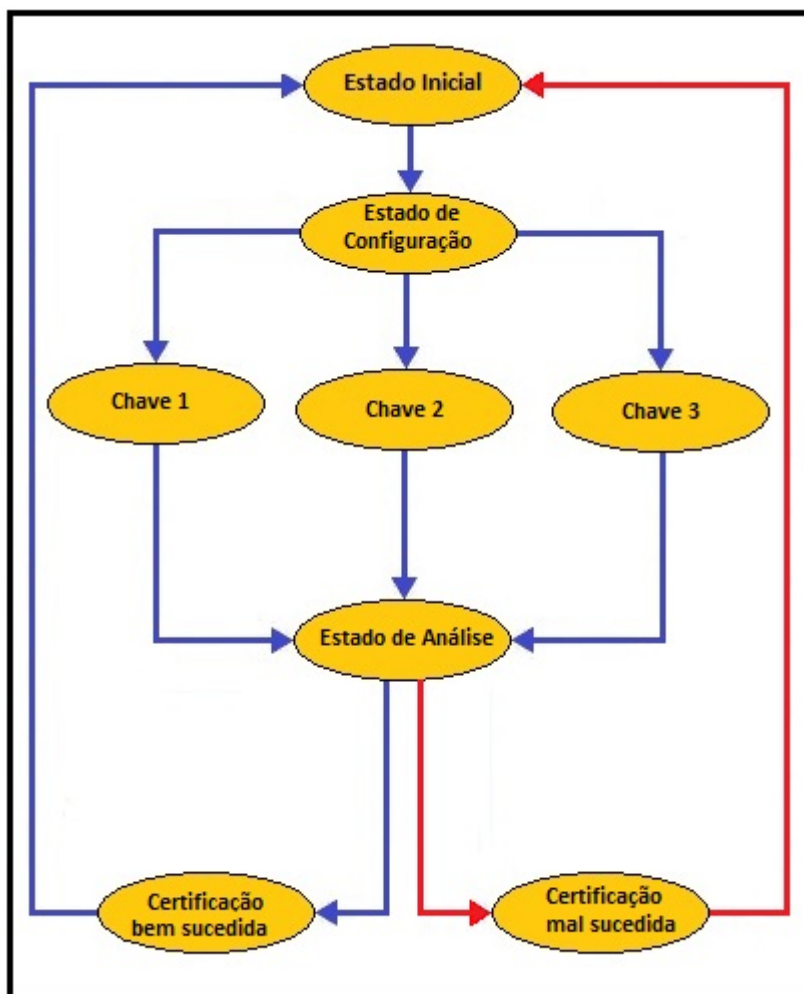 Estado Inicial
Estado de
Configuração
Chave 1
Chave 2
Chave 3
Estado de Análise
Certificação
bem sucedida
Certificação
mal sucedida